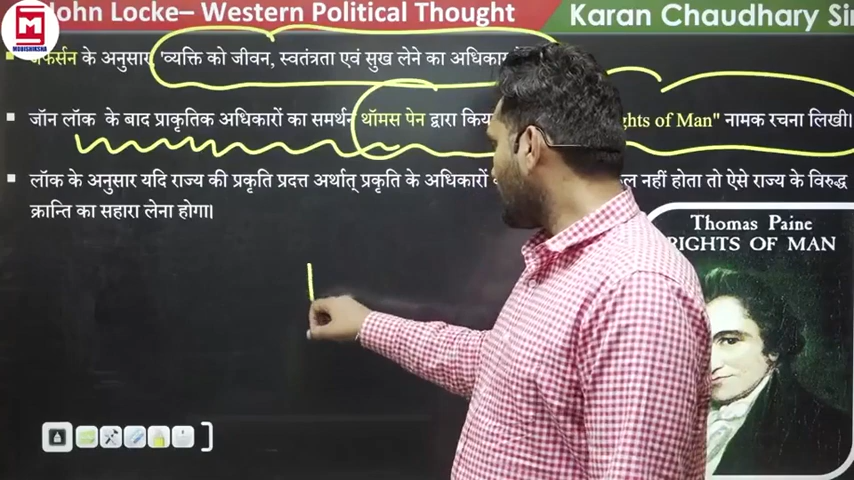 John Locke– Western Political Thought
Karan Chaudhary Sir
M
MOBISHIKSHA
जैफर्सन के अनुसार, 'व्यक्ति को जीवन, स्वतंत्रता एवं सुख लेने का अधिकार
जॉन लॉक के बाद प्राकृतिक अधिकारों का समर्थन थॉमस पेन द्वारा किया ghts of Man" नामक रचना लिखी।
लॉक के अनुसार यदि राज्य की प्रकृति प्रदत्त अर्थात् प्रकृति के अधिकारों नहीं होता तो ऐसे राज्य के विरुद्ध
क्रान्ति का सहारा लेना होगा।
Thomas Paine
RIGHTS OF MAN